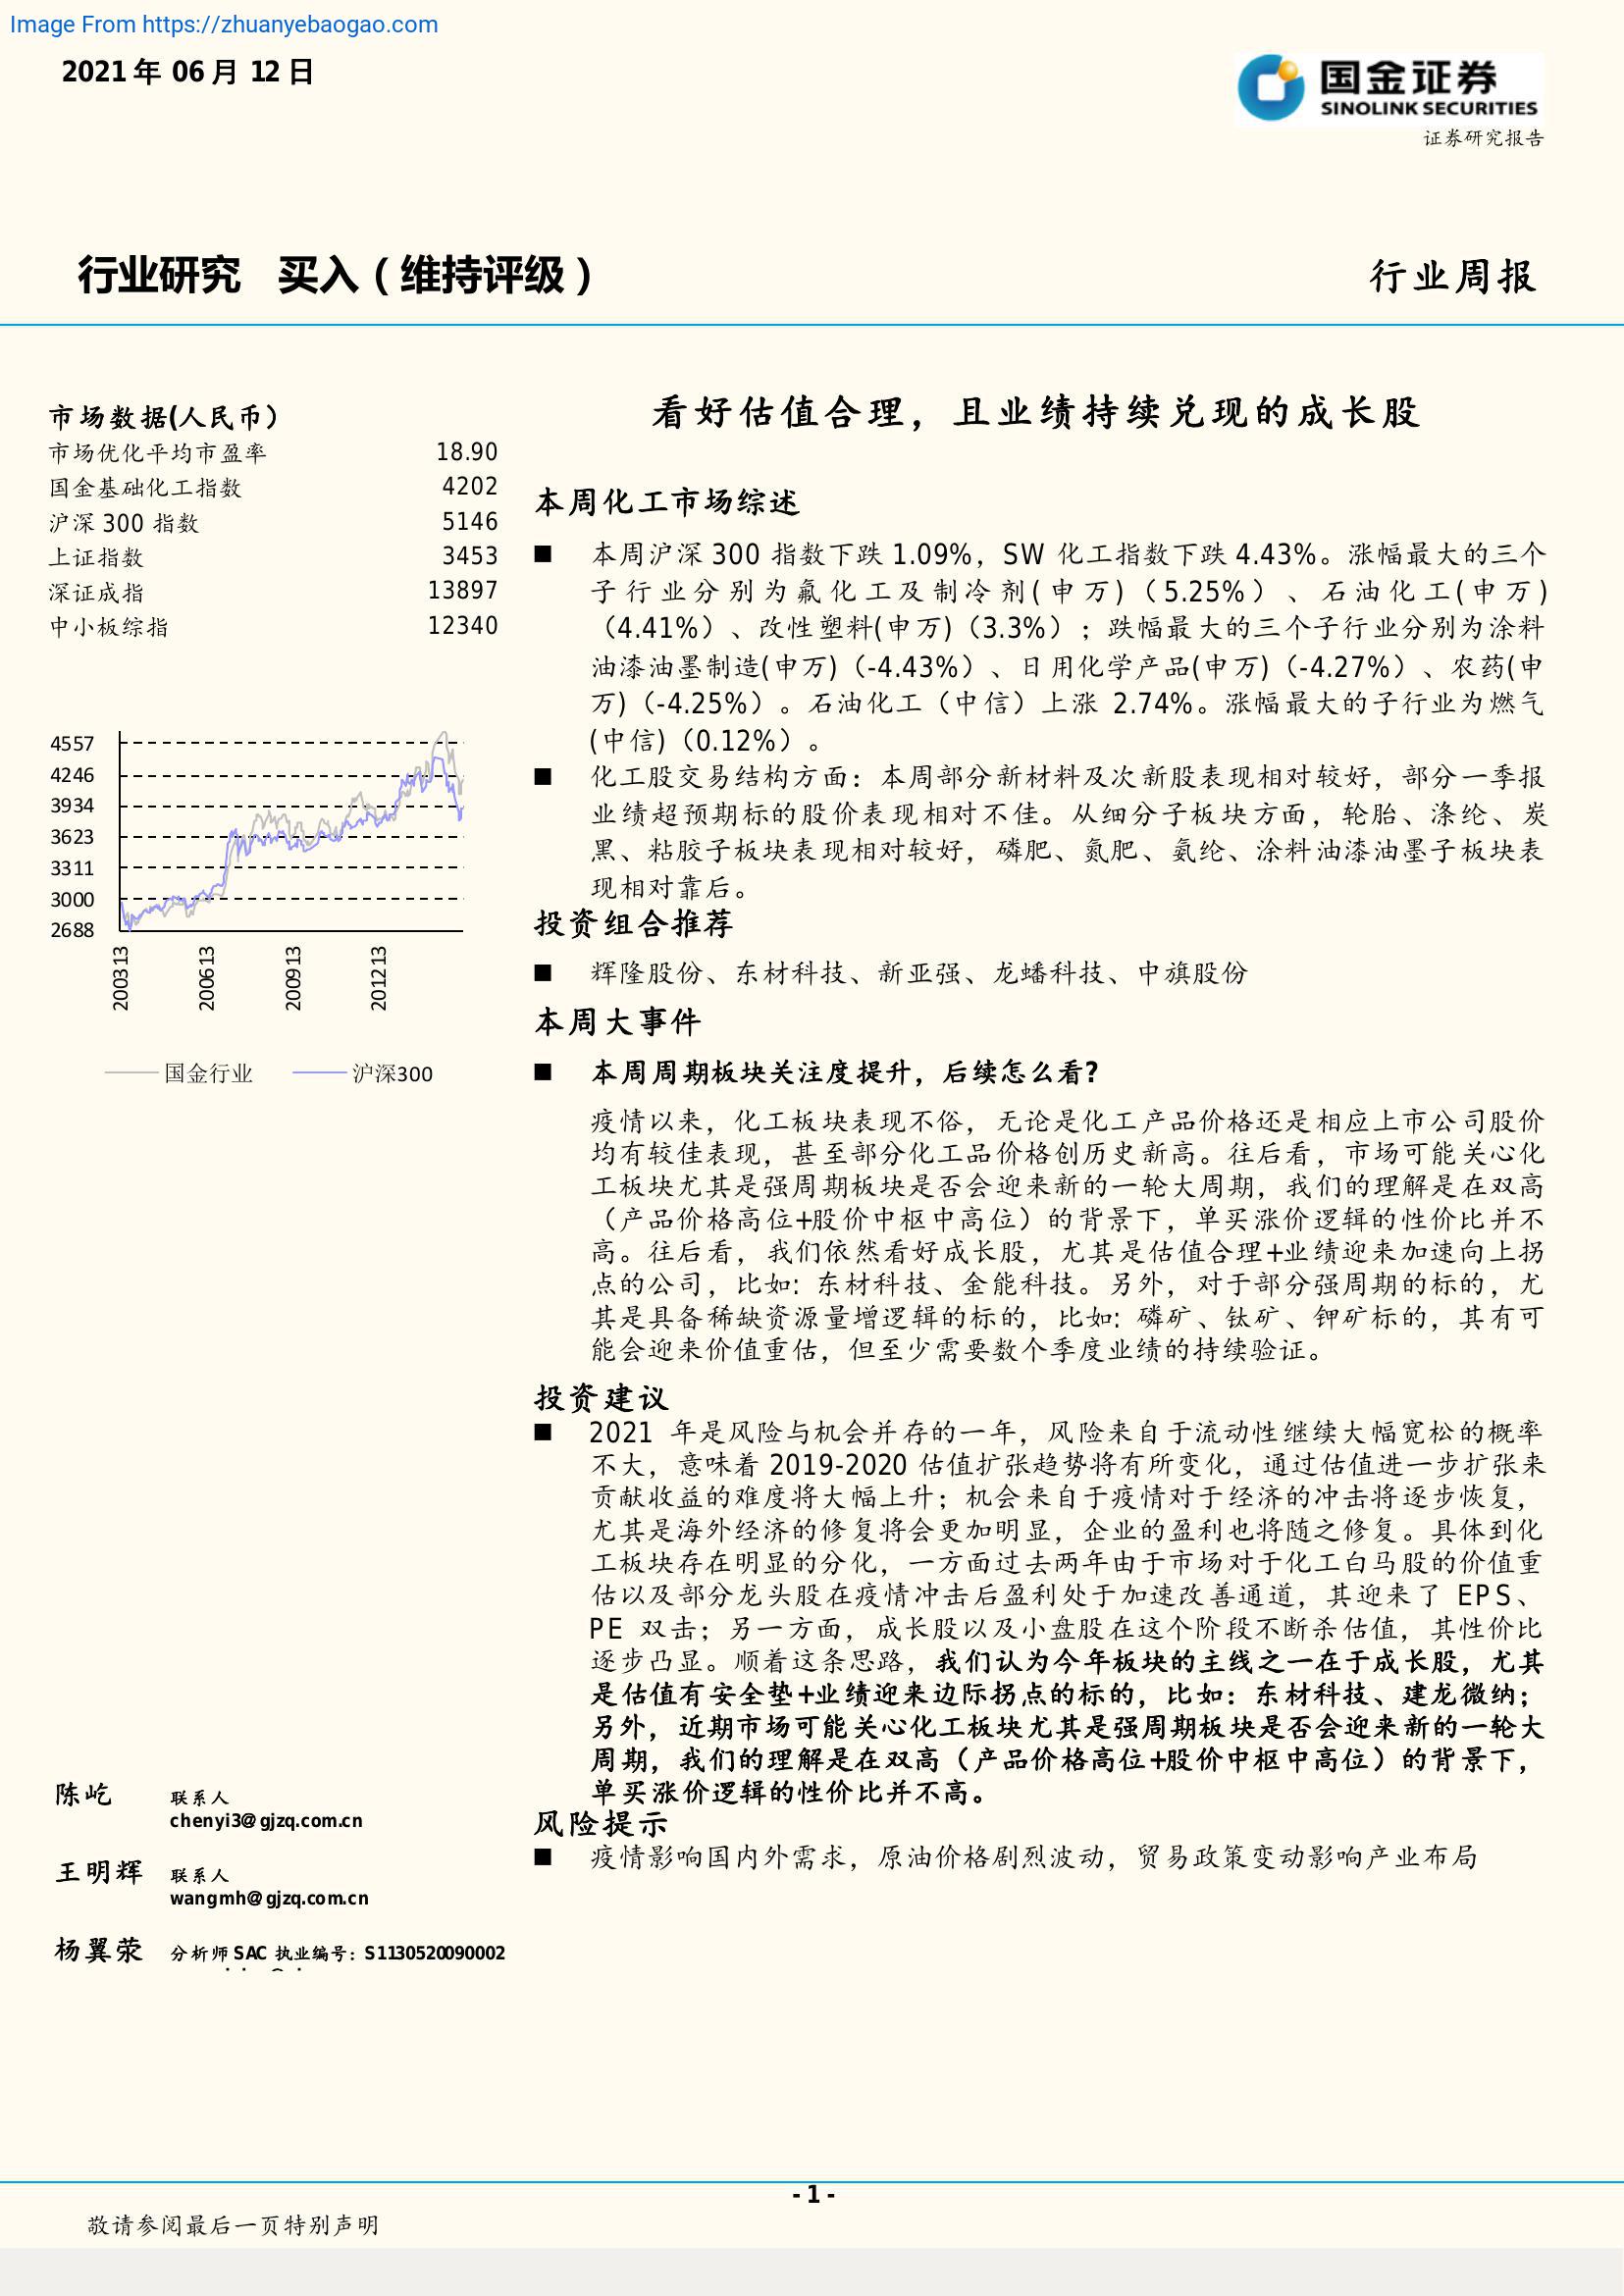 Image From https://zhuanyebaogao.com
2021 年 06 月 12 日
国金证券
SINOLINK SECURITIES
证券研究报告
行业研究 买入（维持评级）
行业周报
市场数据(人民币）
市场优化平均市盈率 18.90
国金基础化工指数 4202
沪深 300 指数 5146
上证指数 3453
深证成指 13897
中小板综指 12340
4557
4246
3934
3623
3311
3000
2688
200313
200613
200913
201213
国金行业 沪深300
陈屹 联系人
chenyi3@gjzq.com.cn
王明辉 联系人
wangmh@gjzq.com.cn
杨翼荥 分析师 SAC 执业编号：S1130520090002
看好估值合理，且业绩持续兑现的成长股
本周化工市场综述
■ 本周沪深 300 指数下跌 1.09%，SW 化工指数下跌 4.43%。涨幅最大的三个
子行业分别为氟化工及制冷剂(申万)（5.25%）、石油化工(申万)
（4.41%）、改性塑料(申万)（3.3%）；跌幅最大的三个子行业分别为涂料
油漆油墨制造(申万)（-4.43%）、日用化学产品(申万)（-4.27%）、农药(申
万)（-4.25%）。石油化工（中信）上涨 2.74%。涨幅最大的子行业为燃气
(中信)（0.12%）。
■ 化工股交易结构方面：本周部分新材料及次新股表现相对较好，部分一季报
业绩超预期标的股价表现相对不佳。从细分子板块方面，轮胎、涤纶、炭
黑、粘胶子板块表现相对较好，磷肥、氮肥、氨纶、涂料油漆油墨子板块表
现相对靠后。
投资组合推荐
■ 辉隆股份、东材科技、新亚强、龙蟠科技、中旗股份
本周大事件
■ 本周周期板块关注度提升，后续怎么看?
疫情以来，化工板块表现不俗，无论是化工产品价格还是相应上市公司股价
均有较佳表现，甚至部分化工品价格创历史新高。往后看，市场可能关心化
工板块尤其是强周期板块是否会迎来新的一轮大周期，我们的理解是在双高
（产品价格高位+股价中枢中高位）的背景下，单买涨价逻辑的性价比并不
高。往后看，我们依然看好成长股，尤其是估值合理+业绩迎来加速向上拐
点的公司，比如：东材科技、金能科技。另外，对于部分强周期的标的，尤
其是具备稀缺资源量增逻辑的标的，比如：磷矿、钛矿、钾矿标的，其有可
能会迎来价值重估，但至少需要数个季度业绩的持续验证。
投资建议
■ 2021 年是风险与机会并存的一年，风险来自于流动性继续大幅宽松的概率
不大，意味着 2019-2020 估值扩张趋势将有所变化，通过估值进一步扩张来
贡献收益的难度将大幅上升；机会来自于疫情对于经济的冲击将逐步恢复，
尤其是海外经济的修复将会更加明显，企业的盈利也将随之修复。具体到化
工板块存在明显的分化，一方面过去两年由于市场对于化工白马股的价值重
估以及部分龙头股在疫情冲击后盈利处于加速改善通道，其迎来了 EPS、
PE 双击；另一方面，成长股以及小盘股在这个阶段不断杀估值，其性价比
逐步凸显。顺着这条思路，我们认为今年板块的主线之一在于成长股，尤其
是估值有安全垫+业绩迎来边际拐点的标的，比如：东材科技、建龙微纳；
另外，近期市场可能关心化工板块尤其是强周期板块是否会迎来新的一轮大
周期，我们的理解是在双高（产品价格高位+股价中枢中高位）的背景下，
单买涨价逻辑的性价比并不高。
风险提示
■ 疫情影响国内外需求，原油价格剧烈波动，贸易政策变动影响产业布局
- 1 -
敬请参阅最后一页特别声明